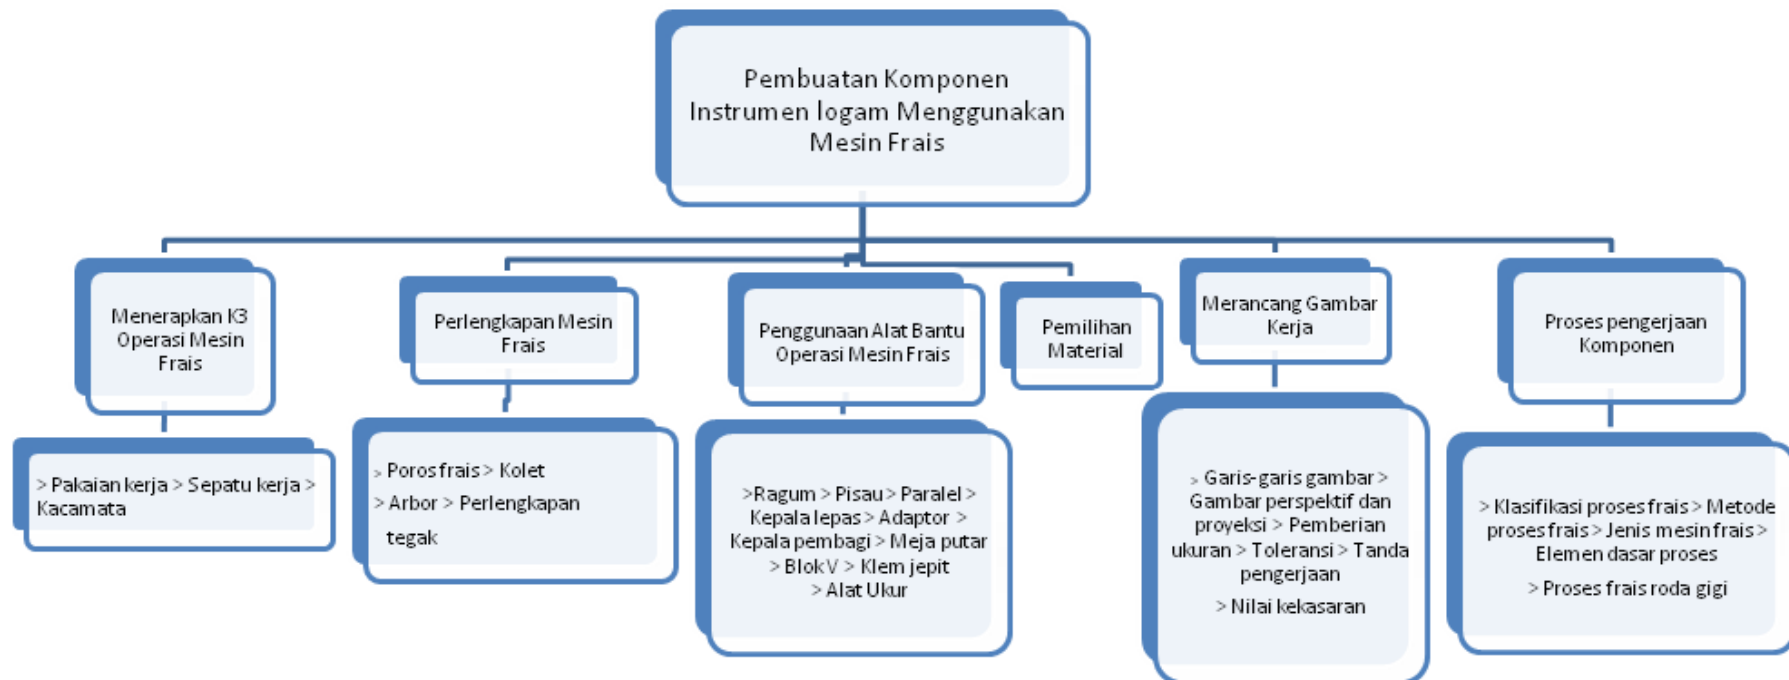 Pembuatan Komponen
Instrumen logam Menggunakan
Mesin Frais
Menerapkan K3
Operasi Mesin
Frais
Perlengkapan Mesin
Frais
Penggunaan Alat Bantu
Operasi Mesin Frais
Pemilihan
Material
Merancang Gambar
Kerja
Proses pengerjaan
Komponen
> Pakaian kerja > Sepatu kerja >
Kacamata
> Poros frais > Kolet
> Arbor > Perlengkapan
tegak
>Ragum > Pisau > Paralel >
Kepala lepas > Adaptor >
Kepala pembagi > Meja putar
> Blok V > Klem jepit
> Alat Ukur
> Garis-garis gambar >
Gambar perspektif dan
proyeksi > Pemberian
ukuran > Toleransi > Tanda
pengerjaan
> Nilai kekasaran
> Klasifikasi proses frais > Metode
proses frais > Jenis mesin frais >
Elemen dasar proses
> Proses frais roda gigi